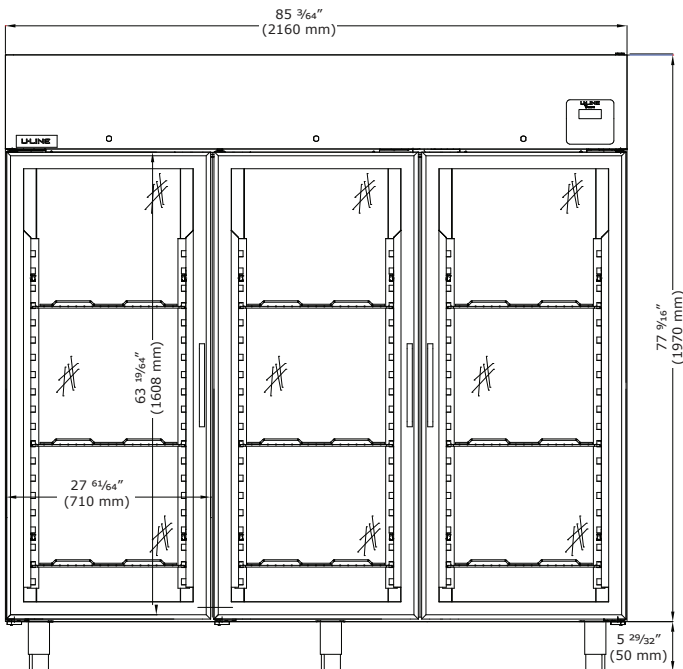 85 3⁄64"
(2160 mm)
U-LINE
U-LINE
63 19⁄64"
(1608 mm)
77 9⁄16"
(1970 mm)
27 61⁄64"
(710 mm)
5 29⁄32"
(50 mm)